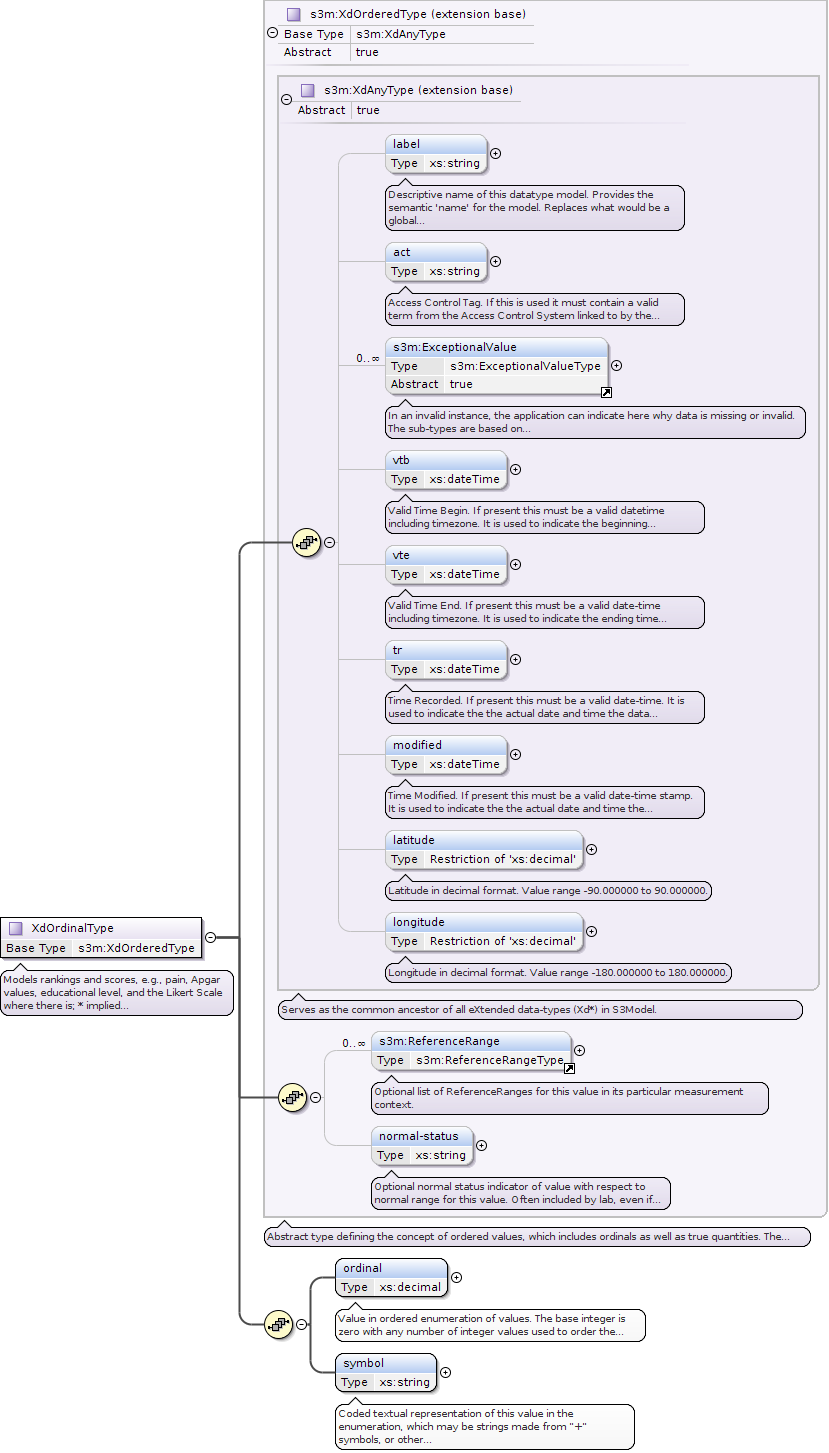 s3m:XdOrderedType (extension base)
Base Type s3m:XdAnyType
Abstract true
s3m:XdAnyType (extension base)
Abstract true
label
Type xs:string
Descriptive name of this datatype model. Provides the
semantic 'name' for the model. Replaces what would be a
global...
act
Type xs:string
Access Control Tag. If this is used it must contain a valid
term from the Access Control System linked to by the...
0..∞
s3m:ExceptionalValue
Type s3m:ExceptionalValueType
Abstract true
In an invalid instance, the application can indicate here why data is missing or invalid.
The sub-types are based on...
vtb
Type xs:dateTime
Valid Time Begin. If present this must be a valid datetime
including timezone. It is used to indicate the beginning...
vte
Type xs:dateTime
Valid Time End. If present this must be a valid date-time
including timezone. It is used to indicate the ending time...
tr
Type xs:dateTime
Time Recorded. If present this must be a valid date-time. It is
used to indicate the the actual date and time the data...
modified
Type xs:dateTime
Time Modified. If present this must be a valid date-time stamp.
It is used to indicate the the actual date and time the...
latitude
Type Restriction of 'xs:decimal'
Latitude in decimal format. Value range -90.000000 to 90.000000.
longitude
Type Restriction of 'xs:decimal'
Longitude in decimal format. Value range -180.000000 to 180.000000.
XdOrdinalType
Base Type s3m:XdOrderedType
Models rankings and scores, e.g., pain, Apgar
values, educational level, and the Likert Scale
where there is; * implied...
Serves as the common ancestor of all eXtended data-types (Xd*) in S3Model.
0..∞
s3m:ReferenceRange
Type s3m:ReferenceRangeType
Optional list of ReferenceRanges for this value in its particular measurement
context.
normal-status
Type xs:string
Optional normal status indicator of value with respect to
normal range for this value. Often included by lab, even if...
Abstract type defining the concept of ordered values, which includes ordinals as well as true quantities. The...
ordinal
Type xs:decimal
Value in ordered enumeration of values. The base integer is
zero with any number of integer values used to order the...
symbol
Type xs:string
Coded textual representation of this value in the
enumeration, which may be strings made from "+"
symbols, or other...